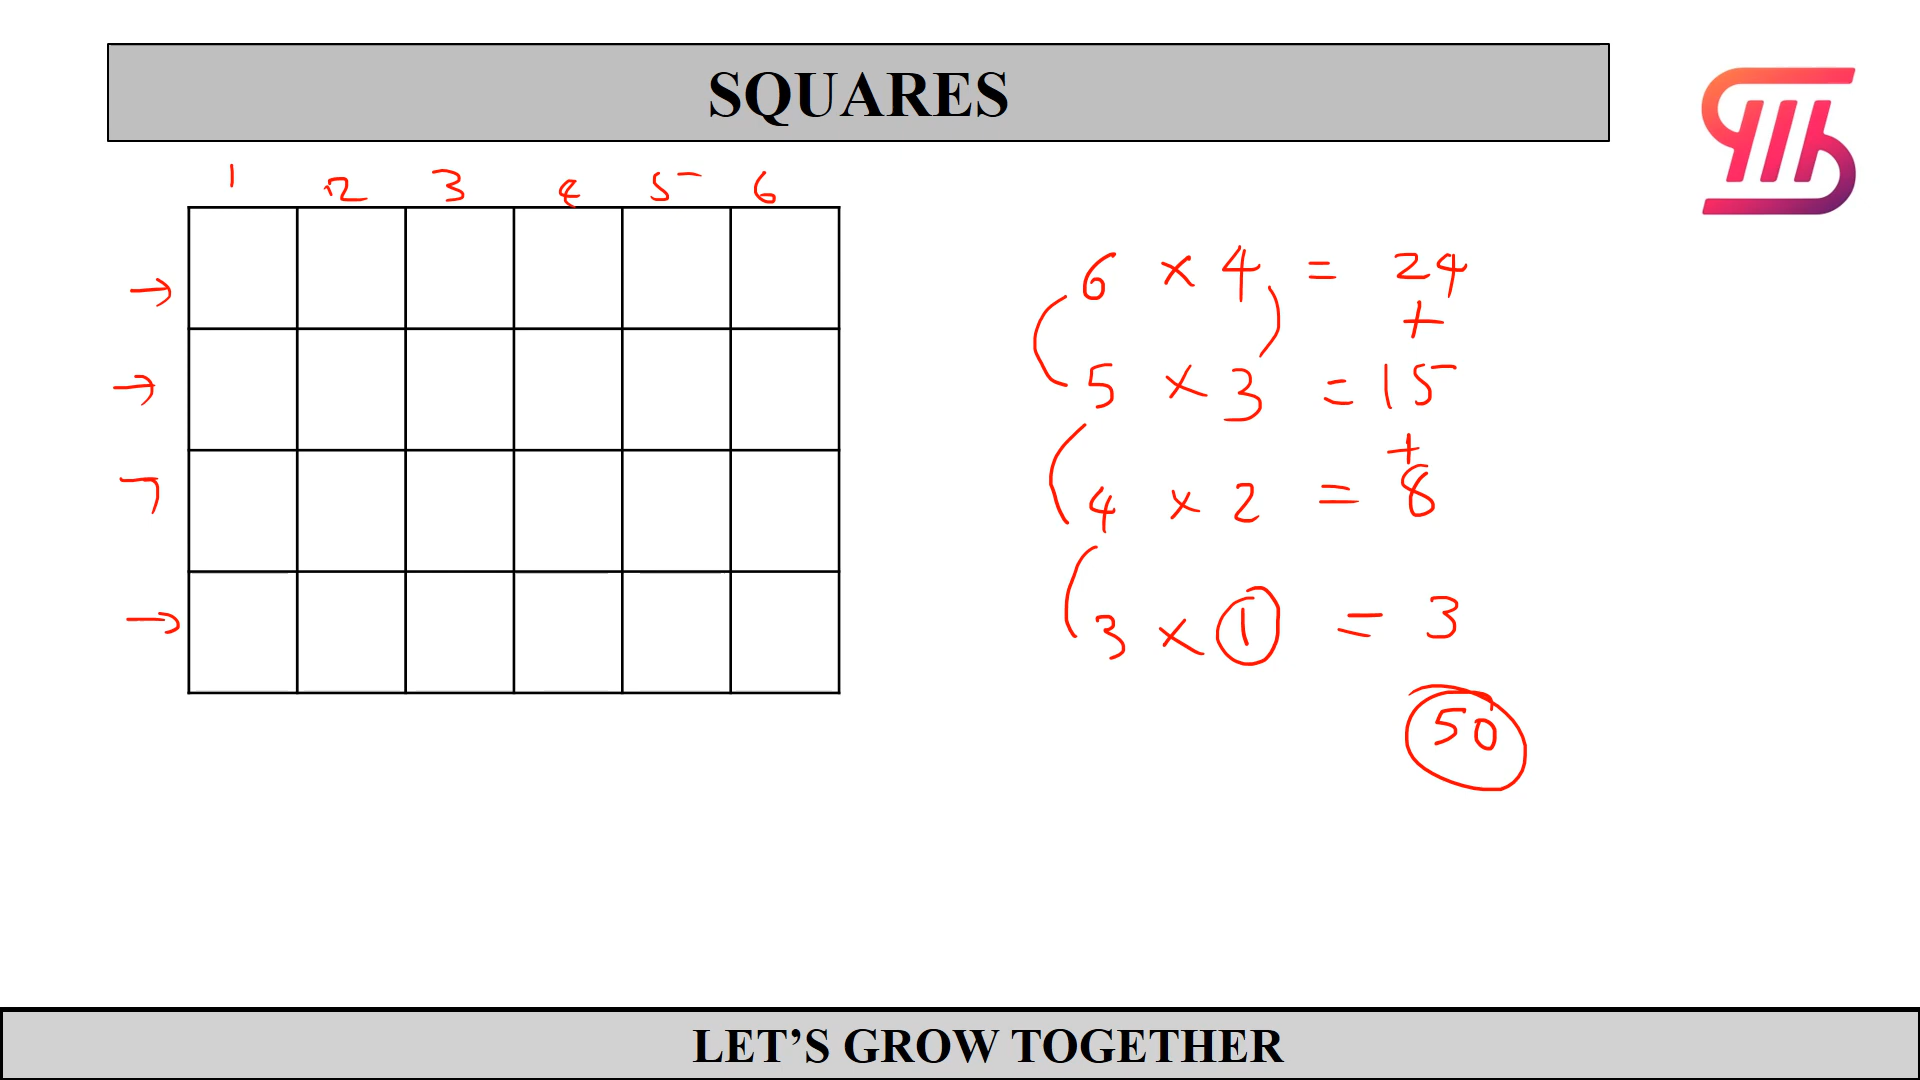 SQUARES
1 2 3 4 5 6
6 × 4 = 24
+
5 × 3 = 15
+
4 × 2 = 8
3 × 1 = 3
50
LET’S GROW TOGETHER